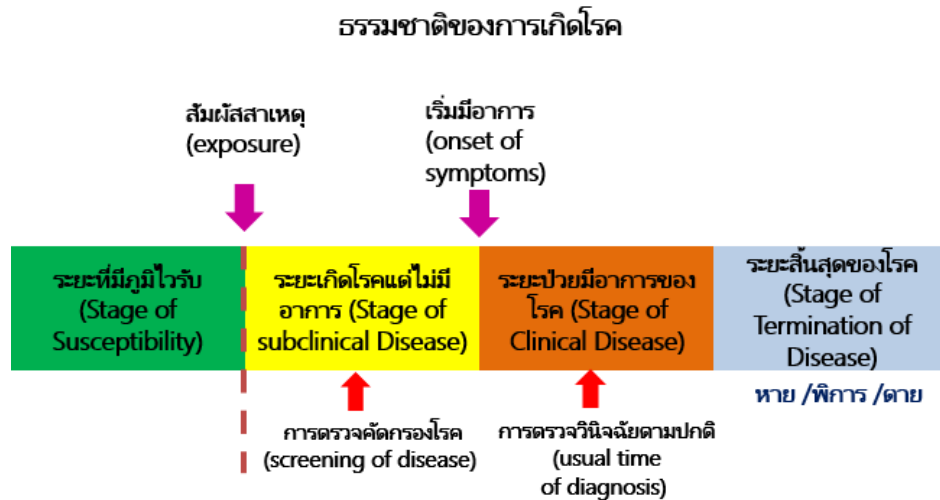 ธรรมชาติของการเกิดโรค
สัมผัสสาเหตุ
(exposure)
เริ่มมีอาการ
(onset of
symptoms)
ระยะที่มีภูมิไวรับ
(Stage of
Susceptibility)
ระยะเกิดโรคแต่ไม่มี
อาการ (Stage of
subclinical Disease)
ระยะป่วยมีอาการของ
โรค (Stage of
Clinical Disease)
ระยะสิ้นสุดของโรค
(Stage of
Termination of
Disease)
หาย /พิการ /ตาย
การตรวจคัดกรองโรค
(screening of disease)
การตรวจวินิจฉัยตามปกติ
(usual time
of diagnosis)